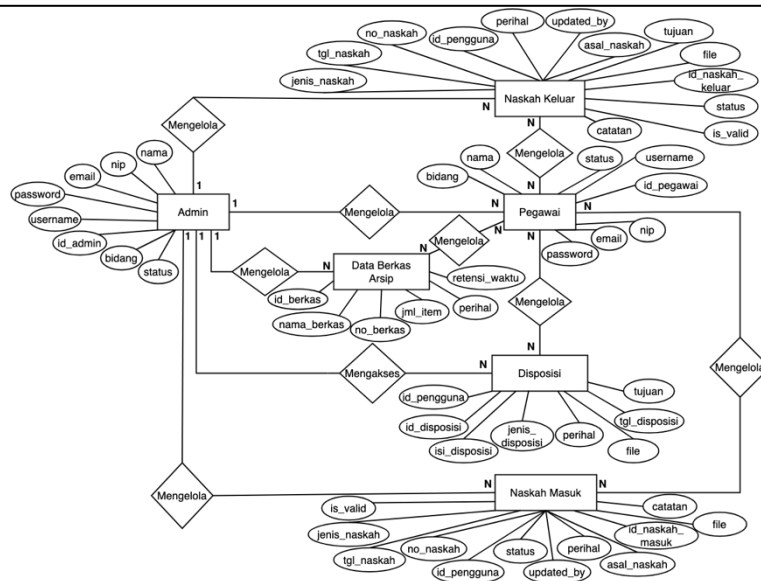 perihal
updated_by
tujuan
no_naskah
id_pengguna
asal_naskah
tgl_naskah
file
jenis_naskah
id_naskah_
keluar
Naskah Keluar
N
status
N
catatan
is_valid
Mengelola
Mengelola
nama
nama
status
username
nip
bidang
email
id_pegawai
password
1
N
1
Admin
Mengelola
N
Pegawai
N
username
1
1
1
N
N
N
id_admin
Mengelola
password
email
nip
bidang
N
status
Mengelola
N
Data Berkas
Arsip
retensi_waktu
id_berkas
Mengelola
nama_berkas
no_berkas
jml_item
perihal
N
Mengelola
Mengakses
N
Disposisi
id_pengguna
tujuan
id_disposisi
jenis_
disposisi
tgl_disposisi
isi_disposisi
perihal
file
Mengelola
N
Naskah Masuk
N
is_valid
catatan
jenis_naskah
file
tgl_naskah
no_naskah
status
perihal
id_naskah_
masuk
id_pengguna
updated_by
asal_naskah